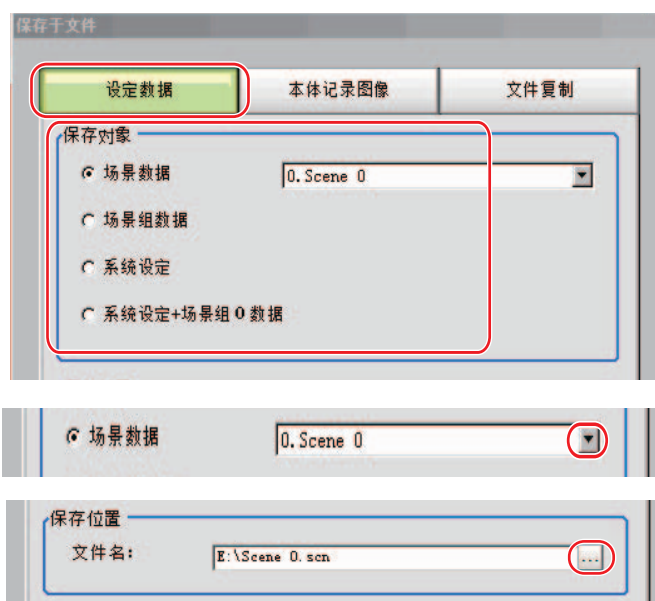 保存于文件
设定数据 本体记录图像 文件复制
保存对象
场景数据 0.Scene 0
场景组数据
系统设定
系统设定+场景组0数据
场景数据 0.Scene 0
保存位置
文件名: E:\Scene 0.scn ...